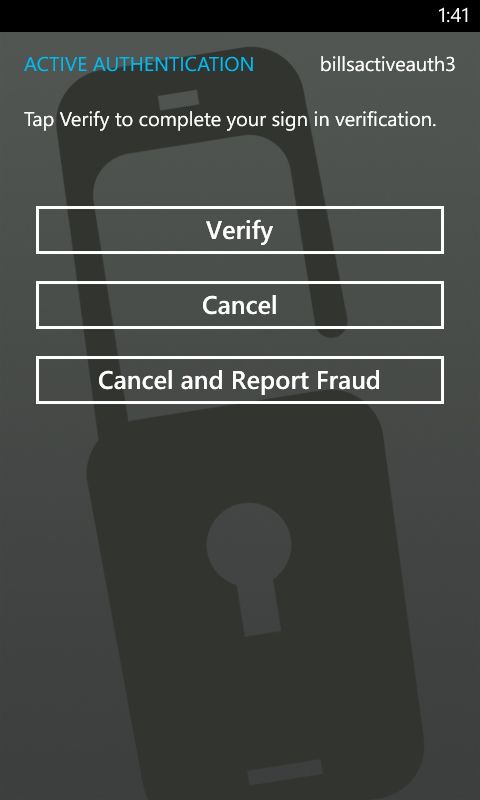 1:41
ACTIVE AUTHENTICATION billsactiveauth3
Tap Verify to complete your sign in verification.
Verify
Cancel
Cancel and Report Fraud